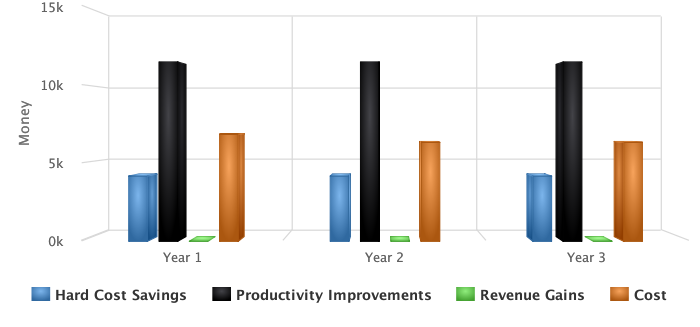 15k
10k
5k
0k
Money
Year 1 Year 2 Year 3
Hard Cost Savings Productivity Improvements Revenue Gains Cost